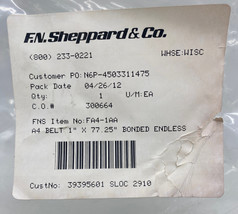 F.N. Sheppard & Co.
(800) 233-0221 WHSE:WISC
Customer PO: N6P-4503311475
Pack Date 04/26/12
Qty: 1 U/M:EA
C.O.# 300664
FNS Item No: FA4-1AA
A4 BELT 1" X 77.25" BONDED ENDLESS
CustNo: 39395601 SLOC 2910